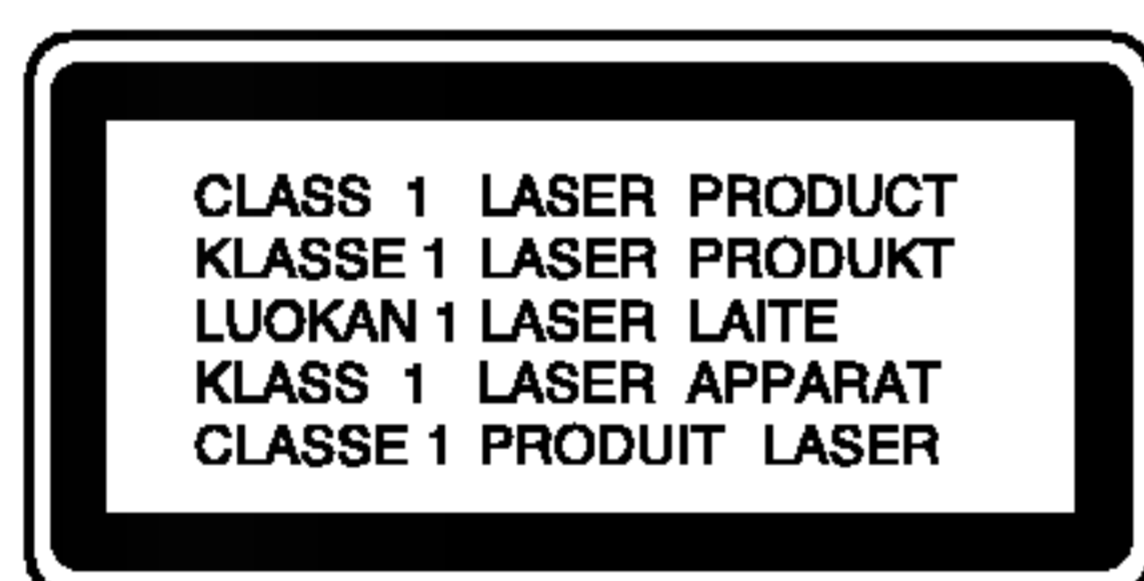 CLASS 1 LASER PRODUCT
KLASSE 1 LASER PRODUKT
LUOKAN 1 LASER LAITE
KLASS 1 LASER APPARAT
CLASSE 1 PRODUIT LASER